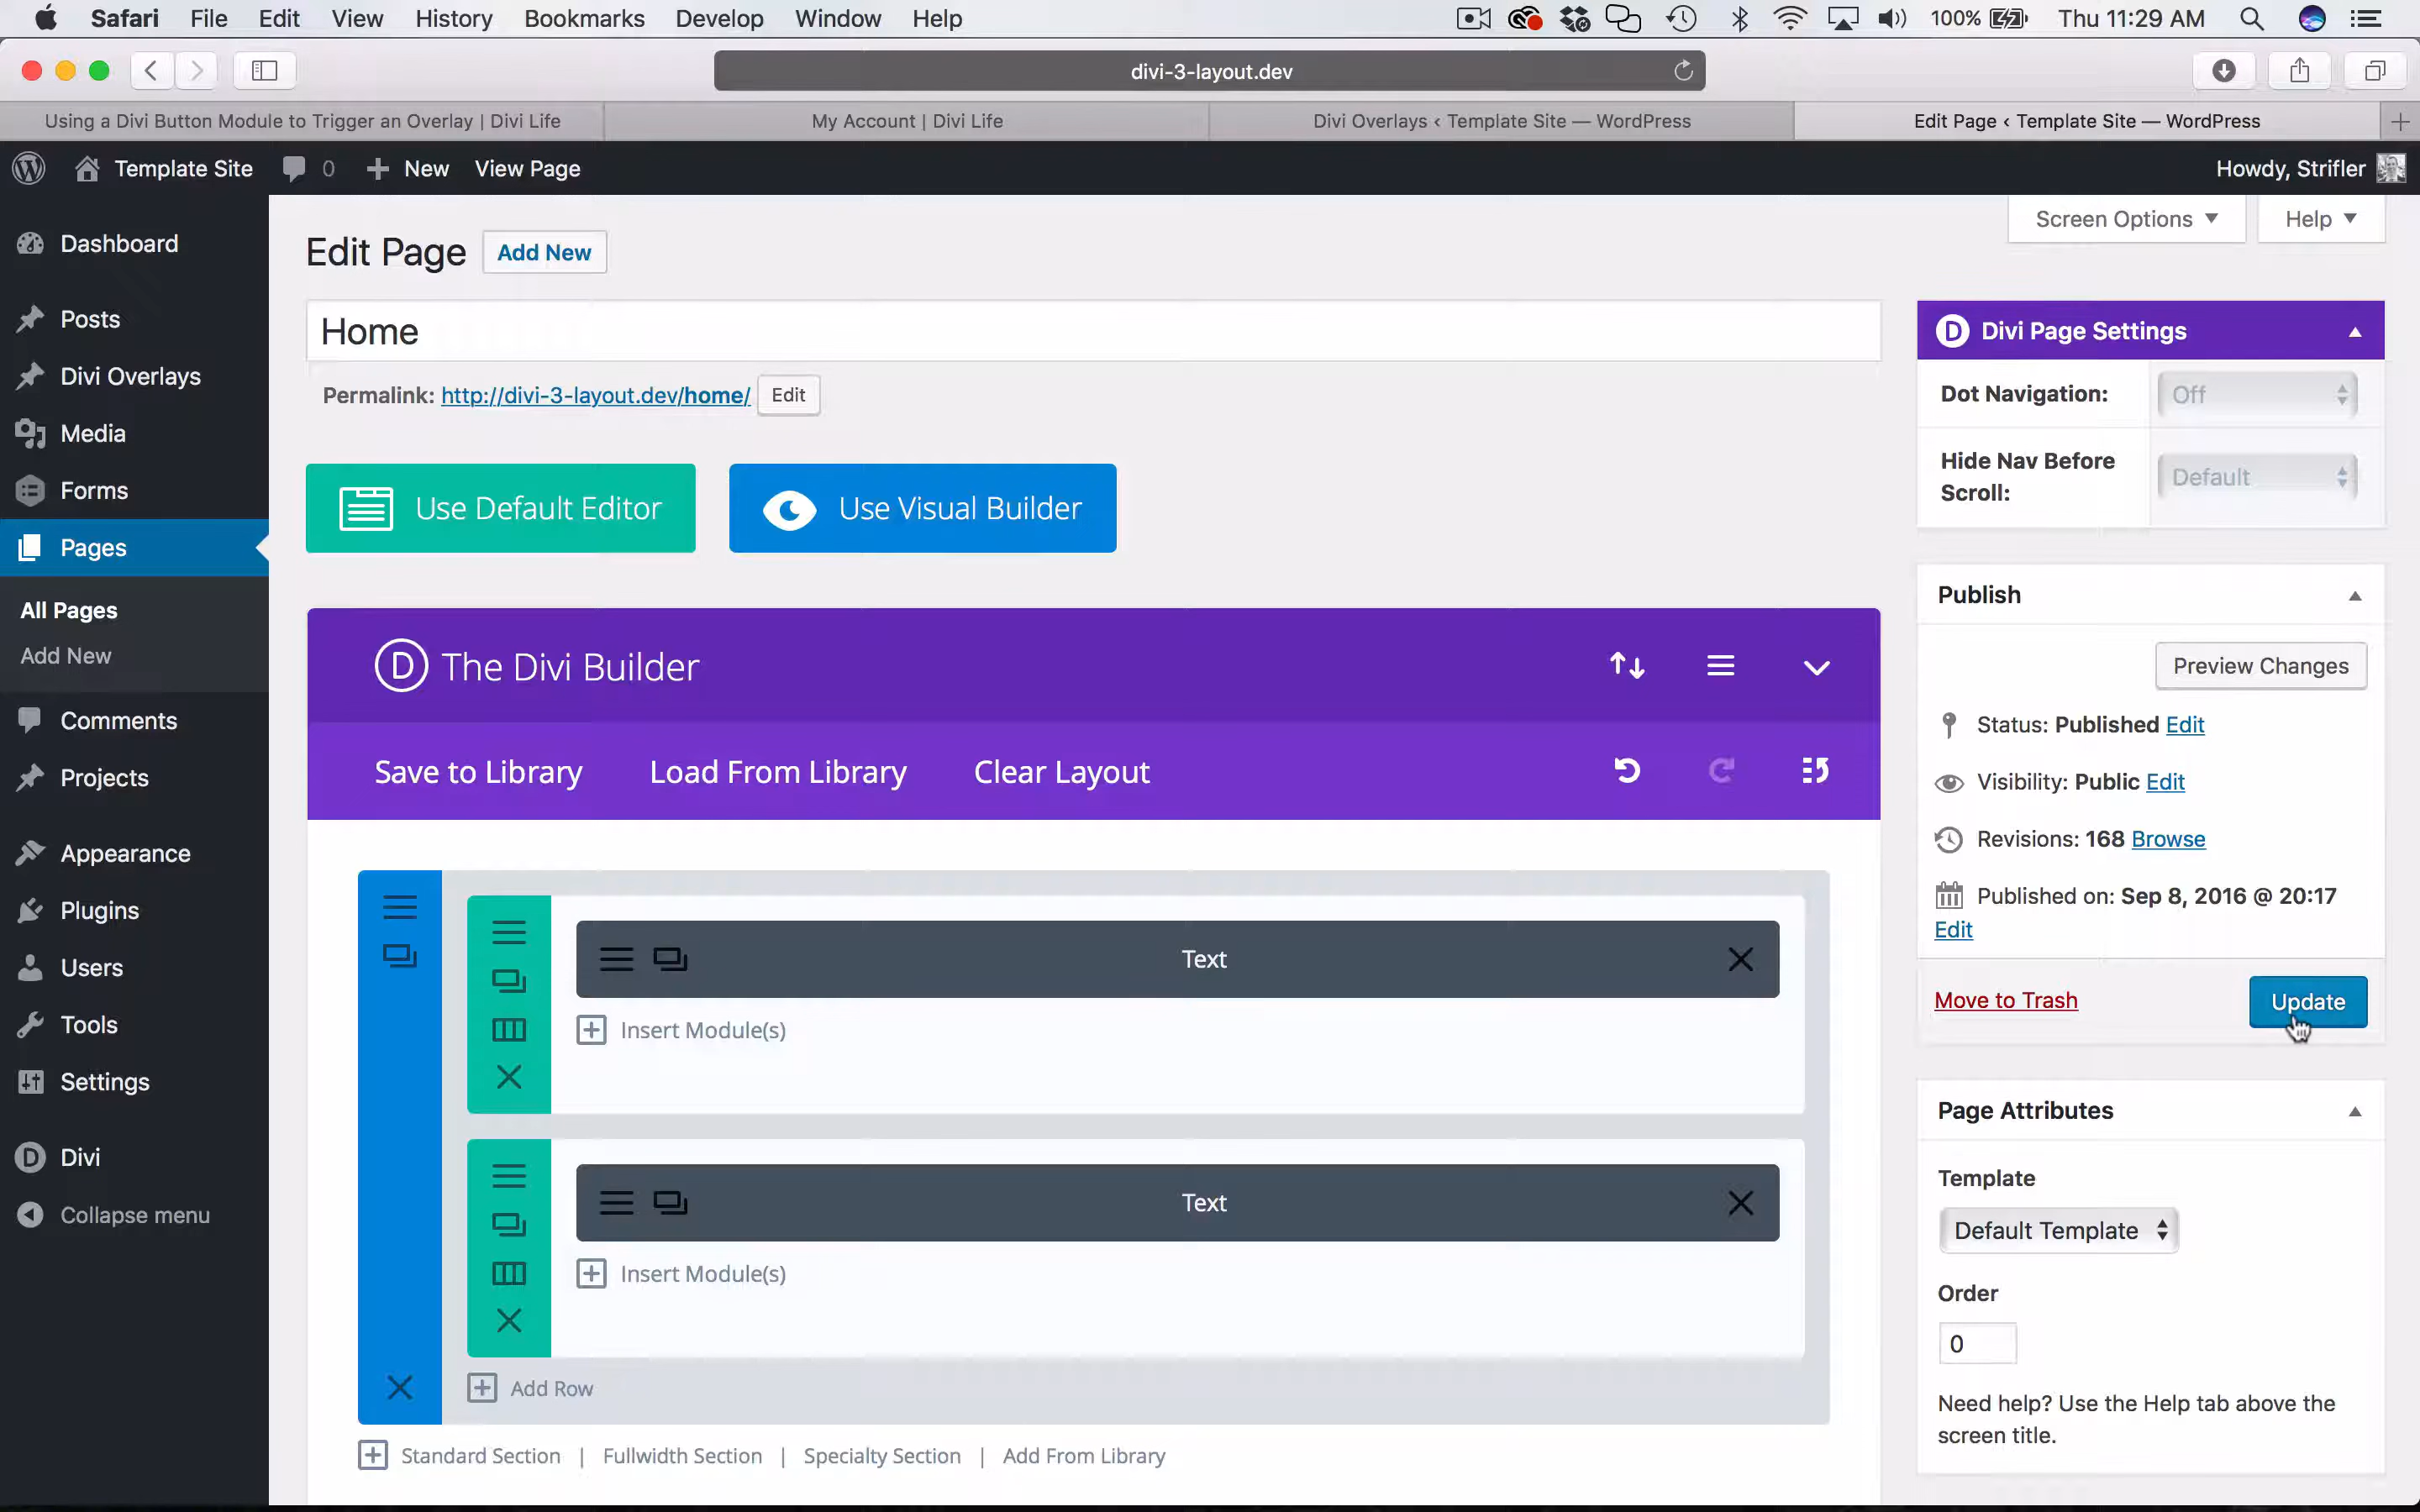 Safari File Edit View History Bookmarks Develop Window Help 100% Thu 11:29 AM
divi-3-layout.dev
Using a Divi Button Module to Trigger an Overlay | Divi Life
My Account | Divi Life
Divi Overlays ‹ Template Site — WordPress
Edit Page ‹ Template Site — WordPress
Template Site 0 New View Page Howdy, Strifler
Screen Options Help
Dashboard
Posts
Divi Overlays
Media
Forms
Pages
All Pages
Add New
Comments
Projects
Appearance
Plugins
Users
Tools
Settings
Divi
Collapse menu
Edit Page Add New
Home
Permalink: http://divi-3-layout.dev/home/ Edit
Use Default Editor Use Visual Builder
The Divi Builder
Save to Library Load From Library Clear Layout
Text
Insert Module(s)
Text
Insert Module(s)
Add Row
Standard Section | Fullwidth Section | Specialty Section | Add From Library
Divi Page Settings
Dot Navigation: Off
Hide Nav Before
Scroll:
Default
Publish
Preview Changes
Status: Published Edit
Visibility: Public Edit
Revisions: 168 Browse
Published on: Sep 8, 2016 @ 20:17
Edit
Move to Trash Update
Page Attributes
Template
Default Template
Order
0
Need help? Use the Help tab above the
screen title.